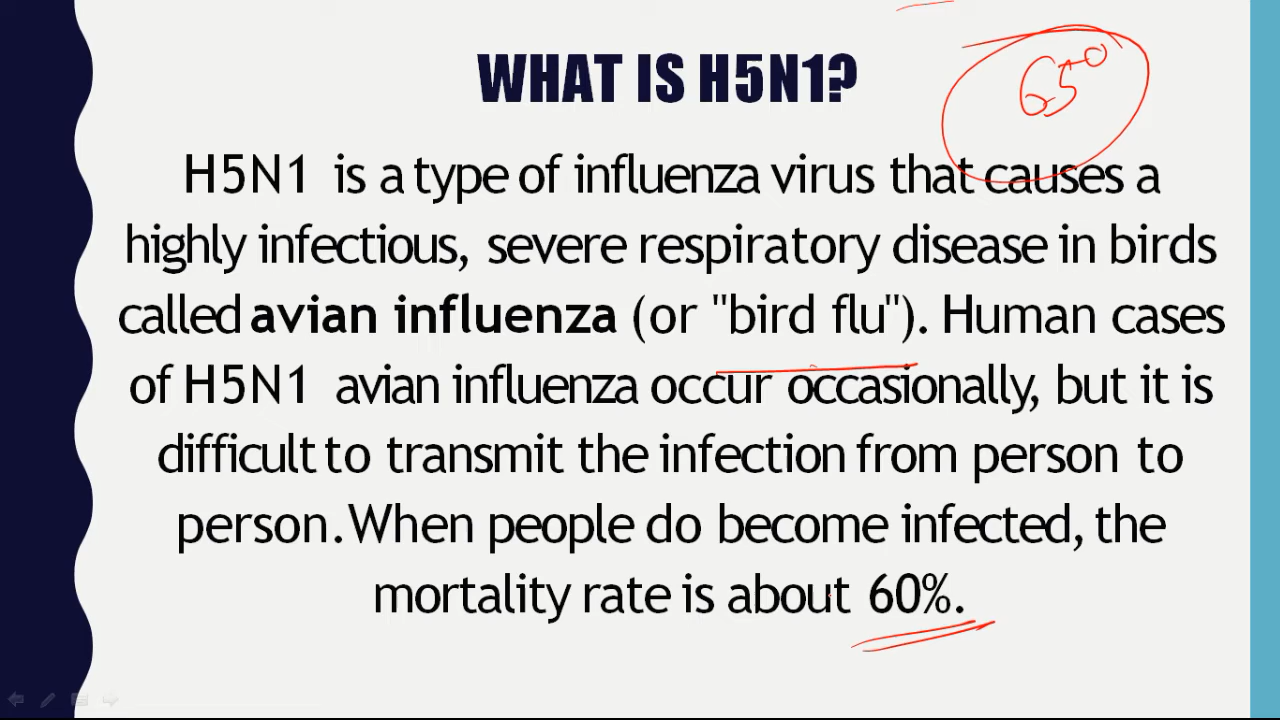 WHAT IS H5N1?
65°
H5N1 is a type of influenza virus that causes a
highly infectious, severe respiratory disease in birds
called avian influenza (or "bird flu"). Human cases
of H5N1 avian influenza occur occasionally, but it is
difficult to transmit the infection from person to
person. When people do become infected, the
mortality rate is about 60%.